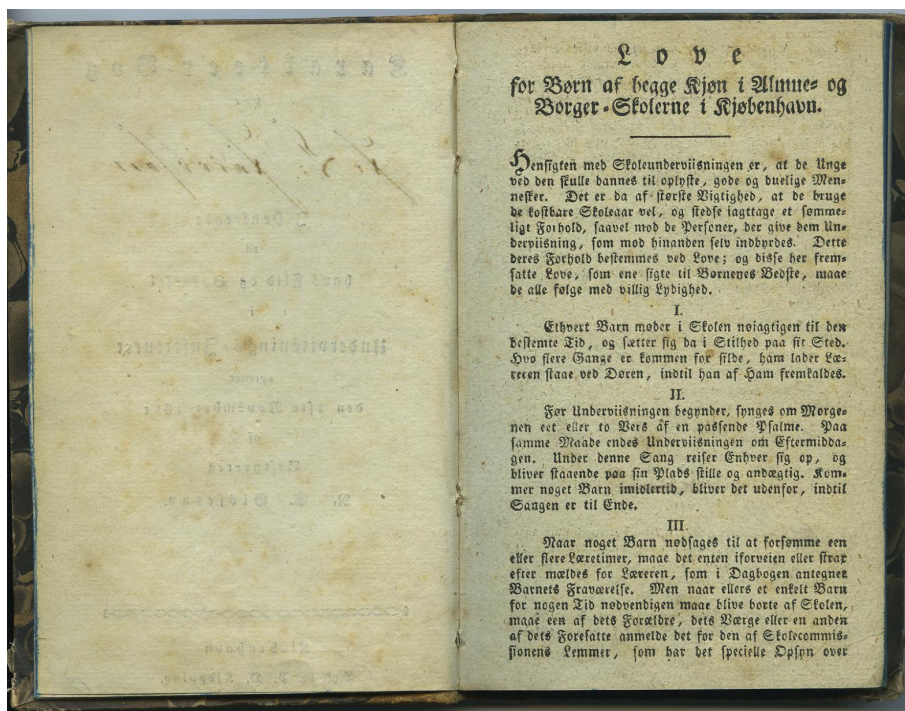 Love
for Børn af begge Kjøn i Almue- og
Borger-Skolerne i Kjøbenhavn.
Hensigten med Skoleunderviisningen er, at de Unge
ved den skulle dannes til oplyste, gode og duelige Men-
nesker. Det er da af største Vigtighed, at de bruge
de kostbare Skoleaar vel, og stedse iagttage et sømme-
ligt Forhold, saavel mod de Personer, der give dem Un-
derviisning, som mod hinanden selv indbyrdes. Dette
deres Forhold bestemmes ved Love; og disse her frem-
satte Love, som ene sigte til Børnenes Bedste, maae
de alle følge med villig Lydighed.
I.
Ethvert Barn møder i Skolen nøiagtigen til den
bestemte Tid, og sætter sig da i Stilhed paa sit Sted.
Hvo flere Gange er kommen for silde, ham lader Læ-
reren staae ved Døren, indtil han af Ham fremkaldes.
II.
Før Underviisningen begynder, synges om Morge-
nen eet eller to Vers af en passende Psalme. Paa
samme Maade endes Underviisningen om Eftermidda-
gen. Under denne Sang reiser Enhver sig op, og
bliver staaende paa sin Plads stille og andægtig. Kom-
mer noget Barn imidlertid, bliver det udenfor, indtil
Sangen er til Ende.
III.
Naar noget Barn nødsages til at forsømme een
eller flere Læretimer, maae det enten iforveien eller strax
efter mældes for Læreren, som i Dagbogen antegner
Barnets Fraværelse. Men naar ellers et enkelt Barn
for nogen Tid nødvendigen maae blive borte af Skolen,
maae een af dets Forældre, dets Værge eller en anden
af dets Foresatte anmelde det for den af Skolecommis-
sionens Lemmer, som har det specielle Opsyn over